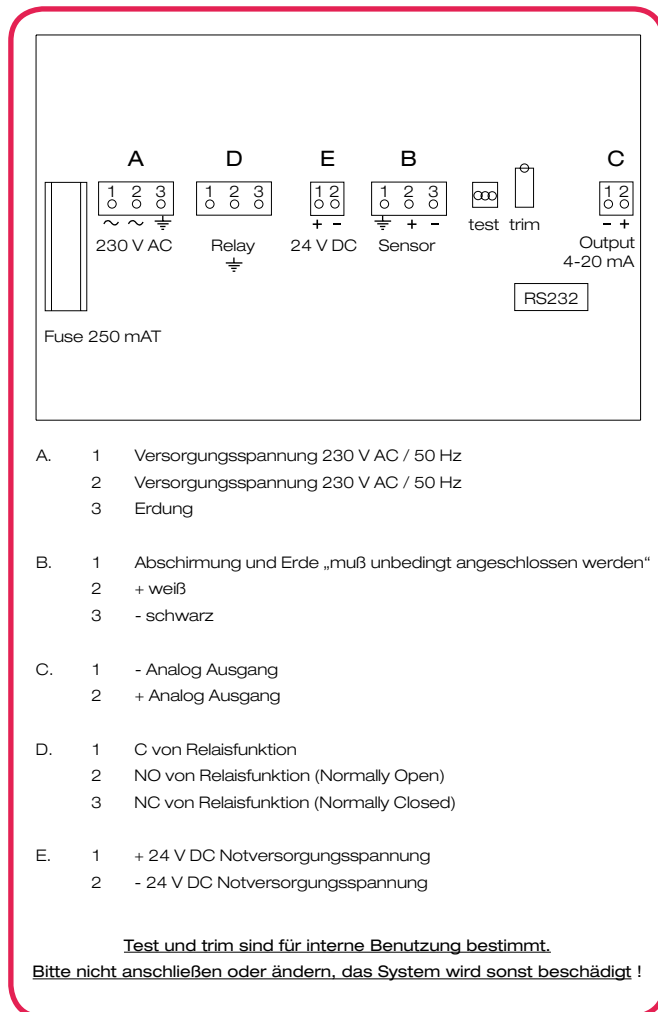 A D E B C
1 2 3 1 2 3 1 2 1 2 3 1 2
~ ~ + - + - test trim - +
230 V AC Relay 24 V DC Sensor Output
4-20 mA
RS232
Fuse 250 mAT
A. 1 Versorgungsspannung 230 V AC / 50 Hz
2 Versorgungsspannung 230 V AC / 50 Hz
3 Erdung
B. 1 Abschirmung und Erde „muß unbedingt angeschlossen werden“
2 + weiß
3 - schwarz
C. 1 - Analog Ausgang
2 + Analog Ausgang
D. 1 C von Relaisfunktion
2 NO von Relaisfunktion (Normally Open)
3 NC von Relaisfunktion (Normally Closed)
E. 1 + 24 V DC Notversorgungsspannung
2 - 24 V DC Notversorgungsspannung
Test und trim sind für interne Benutzung bestimmt.
Bitte nicht anschließen oder ändern, das System wird sonst beschädigt !